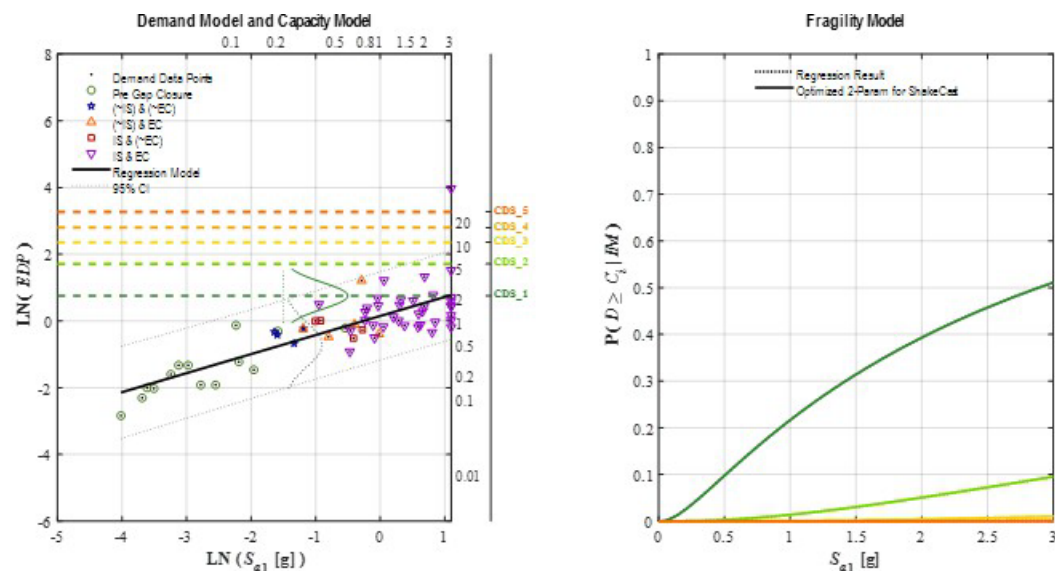 Demand Model and Capacity Model
0.1 0.2 0.5 0.81 1.5 2 3
8
6
4
2
0
-2
-4
-6
LN(EDP)
Demand Data Points
Pre Gap Closure
(~IS) & (~EC)
(~IS) & EC
IS & (~EC)
IS & EC
Regression Model
95% CI
20
10
5
2
1
0.5
0.2
0.1
0.01
CDS_5
CDS_4
CDS_3
CDS_2
CDS_1
-5 -4 -3 -2 -1 0 1
LN (Sa1 [g])
Fragility Model
1
0.9
0.8
0.7
0.6
0.5
0.4
0.3
0.2
0.1
0
P(D ≥ Ci | IM)
Regression Result
Optimized 2-Param for ShakeCast
0 0.5 1 1.5 2 2.5 3
Sa1 [g]